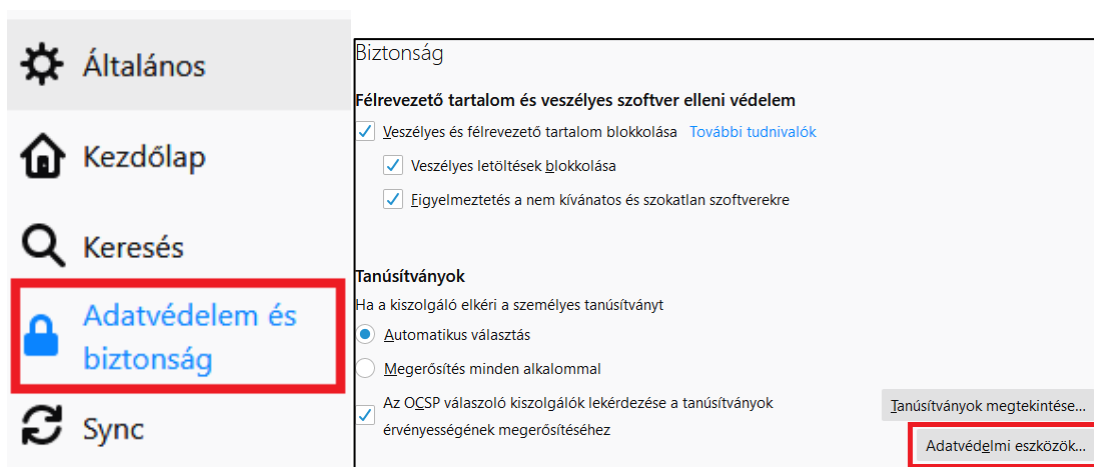 Általános
Kezdőlap
Keresés
Adatvédelem és
biztonság
Sync
Biztonság
Félrevezető tartalom és veszélyes szoftver elleni védelem
Veszélyes és félrevezető tartalom blokkolása További tudnivalók
Veszélyes letöltések blokkolása
Figyelmeztetés a nem kívánatos és szokatlan szoftverekre
Tanúsítványok
Ha a kiszolgáló elkéri a személyes tanúsítványt
Automatikus választás
Megerősítés minden alkalommal
Az OCSP válaszoló kiszolgálók lekérdezése a tanúsítványok
érvényességének megerősítéséhez
Tanúsítványok megtekintése...
Adatvédelmi eszközök...